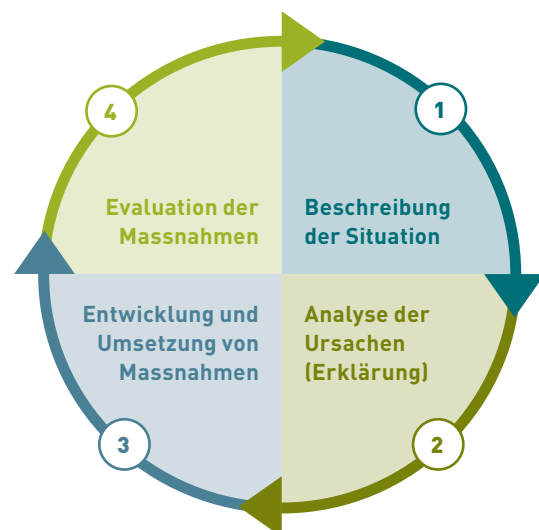 1
Beschreibung
der Situation
2
Analyse der
Ursachen
(Erklärung)
3
Entwicklung und
Umsetzung von
Massnahmen
4
Evaluation der
Massnahmen